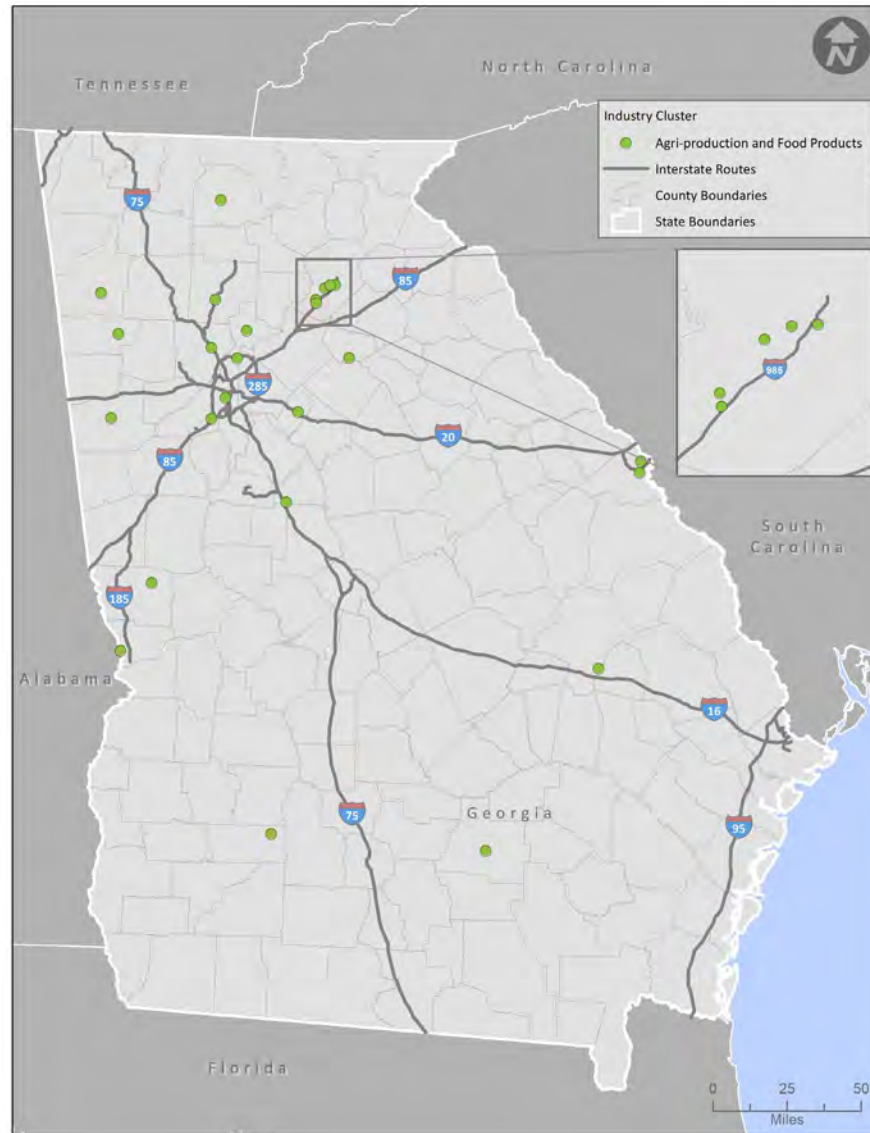 Tennessee
North Carolina
N
Industry Cluster
Agri-production and Food Products
Interstate Routes
County Boundaries
State Boundaries
75
85
285
20
985
85
South
Carolina
185
Alabama
16
75
Georgia
95
Florida
0 25 50
Miles